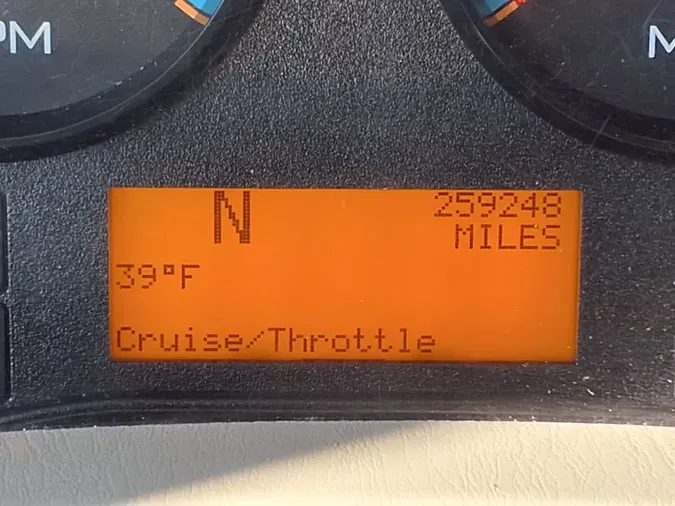 PM
M
N
259248
MILES
39°F
Cruise/Throttle